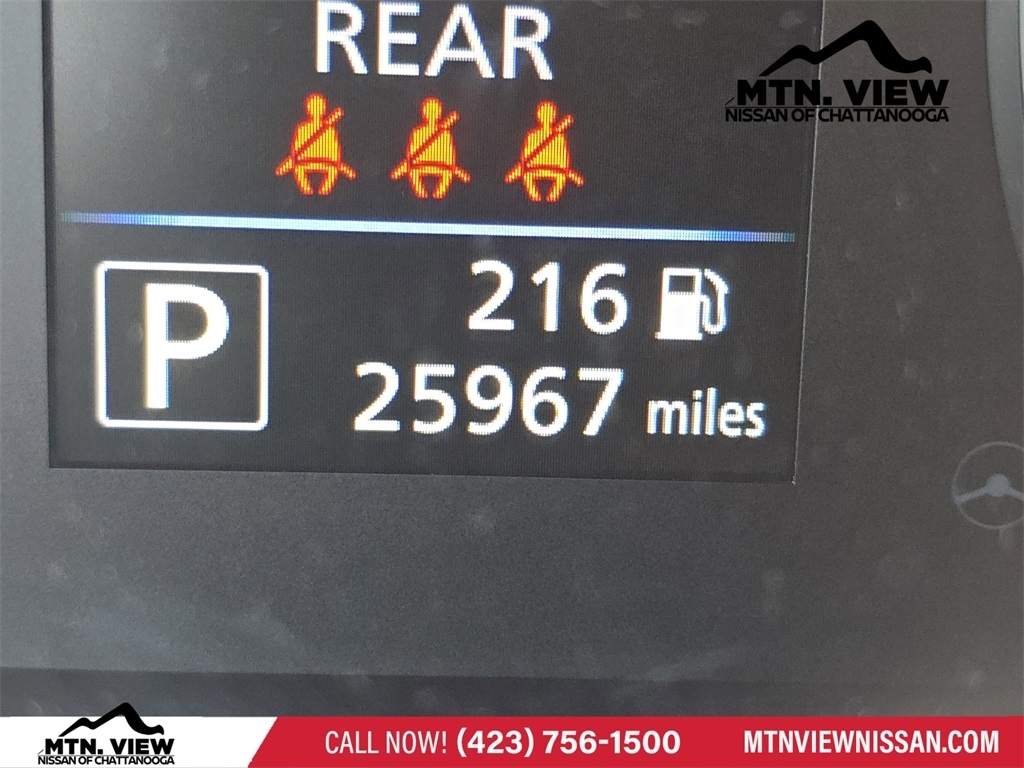 REAR
MTN. VIEW
NISSAN OF CHATTANOOGA
P
216
25967 miles
MTN. VIEW
NISSAN OF CHATTANOOGA
CALL NOW! (423) 756-1500
MTNVIEWNISSAN.COM